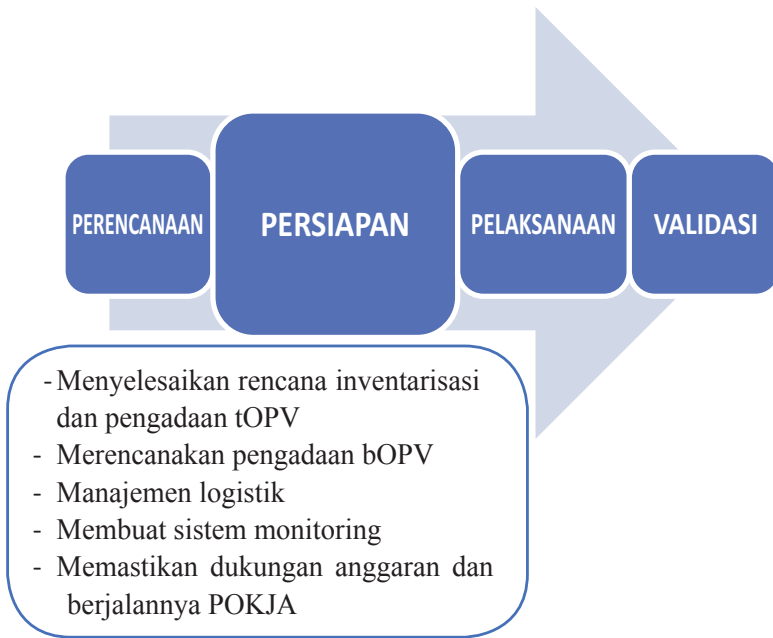 PERENCANAAN
PERSIAPAN
PELAKSANAAN
VALIDASI
- Menyelesaikan rencana inventarisasi
dan pengadaan tOPV
- Merencanakan pengadaan bOPV
- Manajemen logistik
- Membuat sistem monitoring
- Memastikan dukungan anggaran dan
berjalannya POKJA